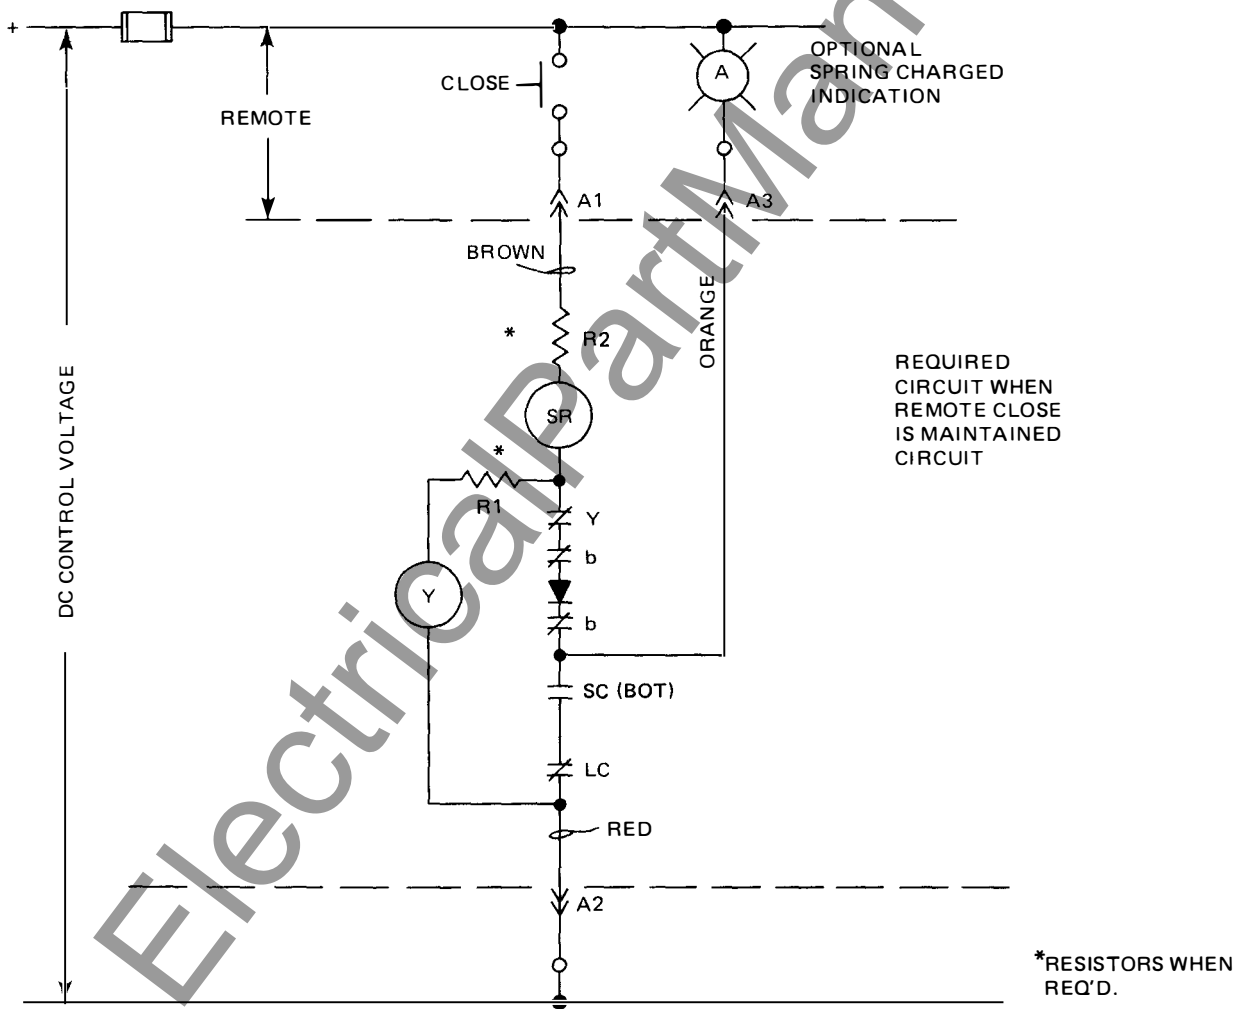 +
OPTIONAL
SPRING CHARGED
INDICATION
A
CLOSE
REMOTE
A1
A3
BROWN
ORANGE
*
R2
REQUIRED
CIRCUIT WHEN
REMOTE CLOSE
IS MAINTAINED
CIRCUIT
DC CONTROL VOLTAGE
SR
*
R1
Y
b
Y
b
SC (BOT)
LC
RED
A2
*RESISTORS WHEN
REQ'D.
ElectricalPartMan